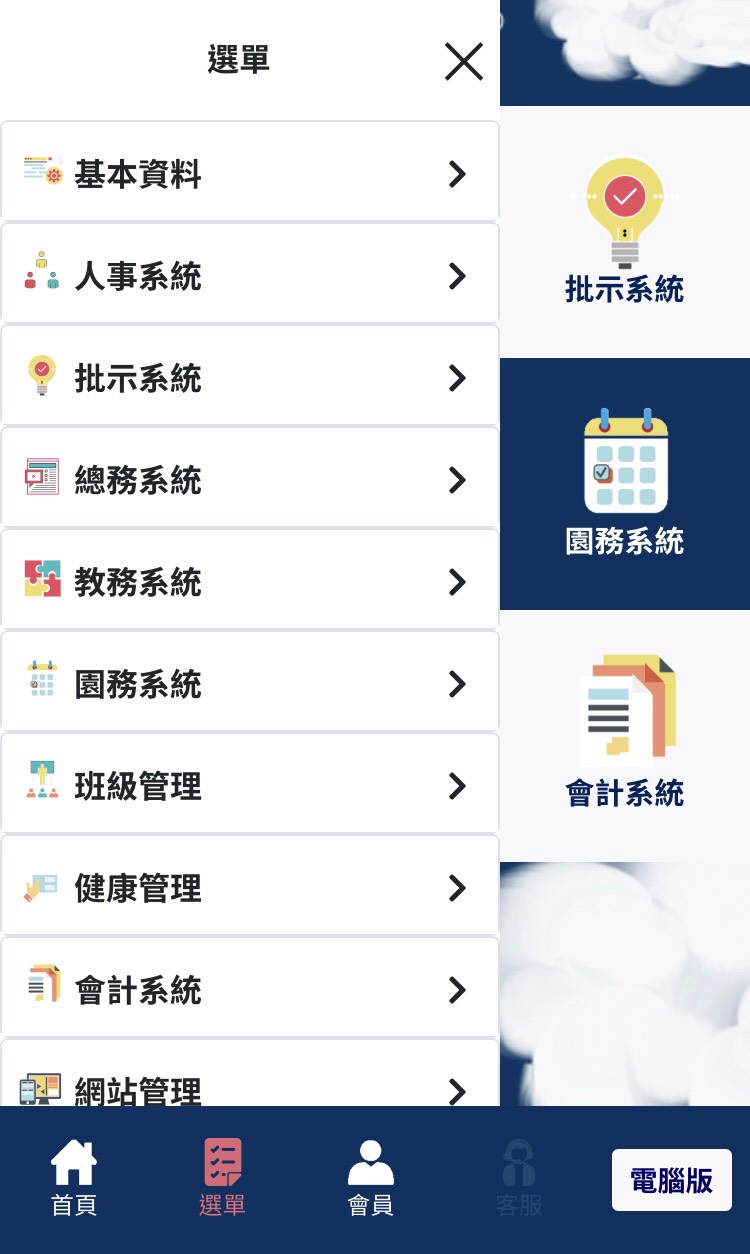 選單
基本資料
人事系統
批示系統
總務系統
教務系統
園務系統
班級管理
健康管理
會計系統
網站管理
批示系統
園務系統
會計系統
首頁
選單
會員
客服
電腦版